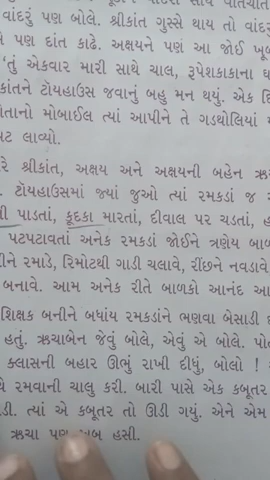 વાંદરું પણ બોલે. શ્રીકાંત ગુસ્સે થાય તો વાંદરુ
પણ દાંત કાઢે. અક્ષયને પણ આ જોઈ ખૂ
'તું એકવાર મારી સાથે ચાલ, રૂપેશકાકાના ઘ
કાંતને ટૉયહાઉસ જવાનું બહુ મન થયું. એક દિ
તાનો મોબાઈલ ત્યાં આપીને તે ગડથોલિયાં
ટ લાવ્યો.
રે શ્રીકાંત, અક્ષય અને અક્ષયની બહેન ઋ
ટૉયહાઉસમાં જ્યાં જુઓ ત્યાં રમકડાં જ
પાડતાં, કૂદકા મારતાં, દીવાલ પર ચડતાં, હ
પટપટાવતાં અનેક રમકડાં જોઈને ત્રણેય બાળ
ને રમાડે, રિમોટથી ગાડી ચલાવે, રીંછને નવડાવે
બનાવે. આમ અનેક રીતે બાળકો આનંદ આ
શિક્ષક બનીને બધાંય રમકડાંને ભણવા બેસાડી
હતું. ઋચાબેન જેવું બોલે, એવું એ બોલે. પો
ક્લાસની બહાર ઊભું રાખી દીધું, બોલો !
રમવાની ચાલુ કરી. બારી પાસે એક કબૂતર
ડી. ત્યાં એ કબૂતર તો ઊડી ગયું. એને એમ
ઋચા પણ ખૂબ હસી.